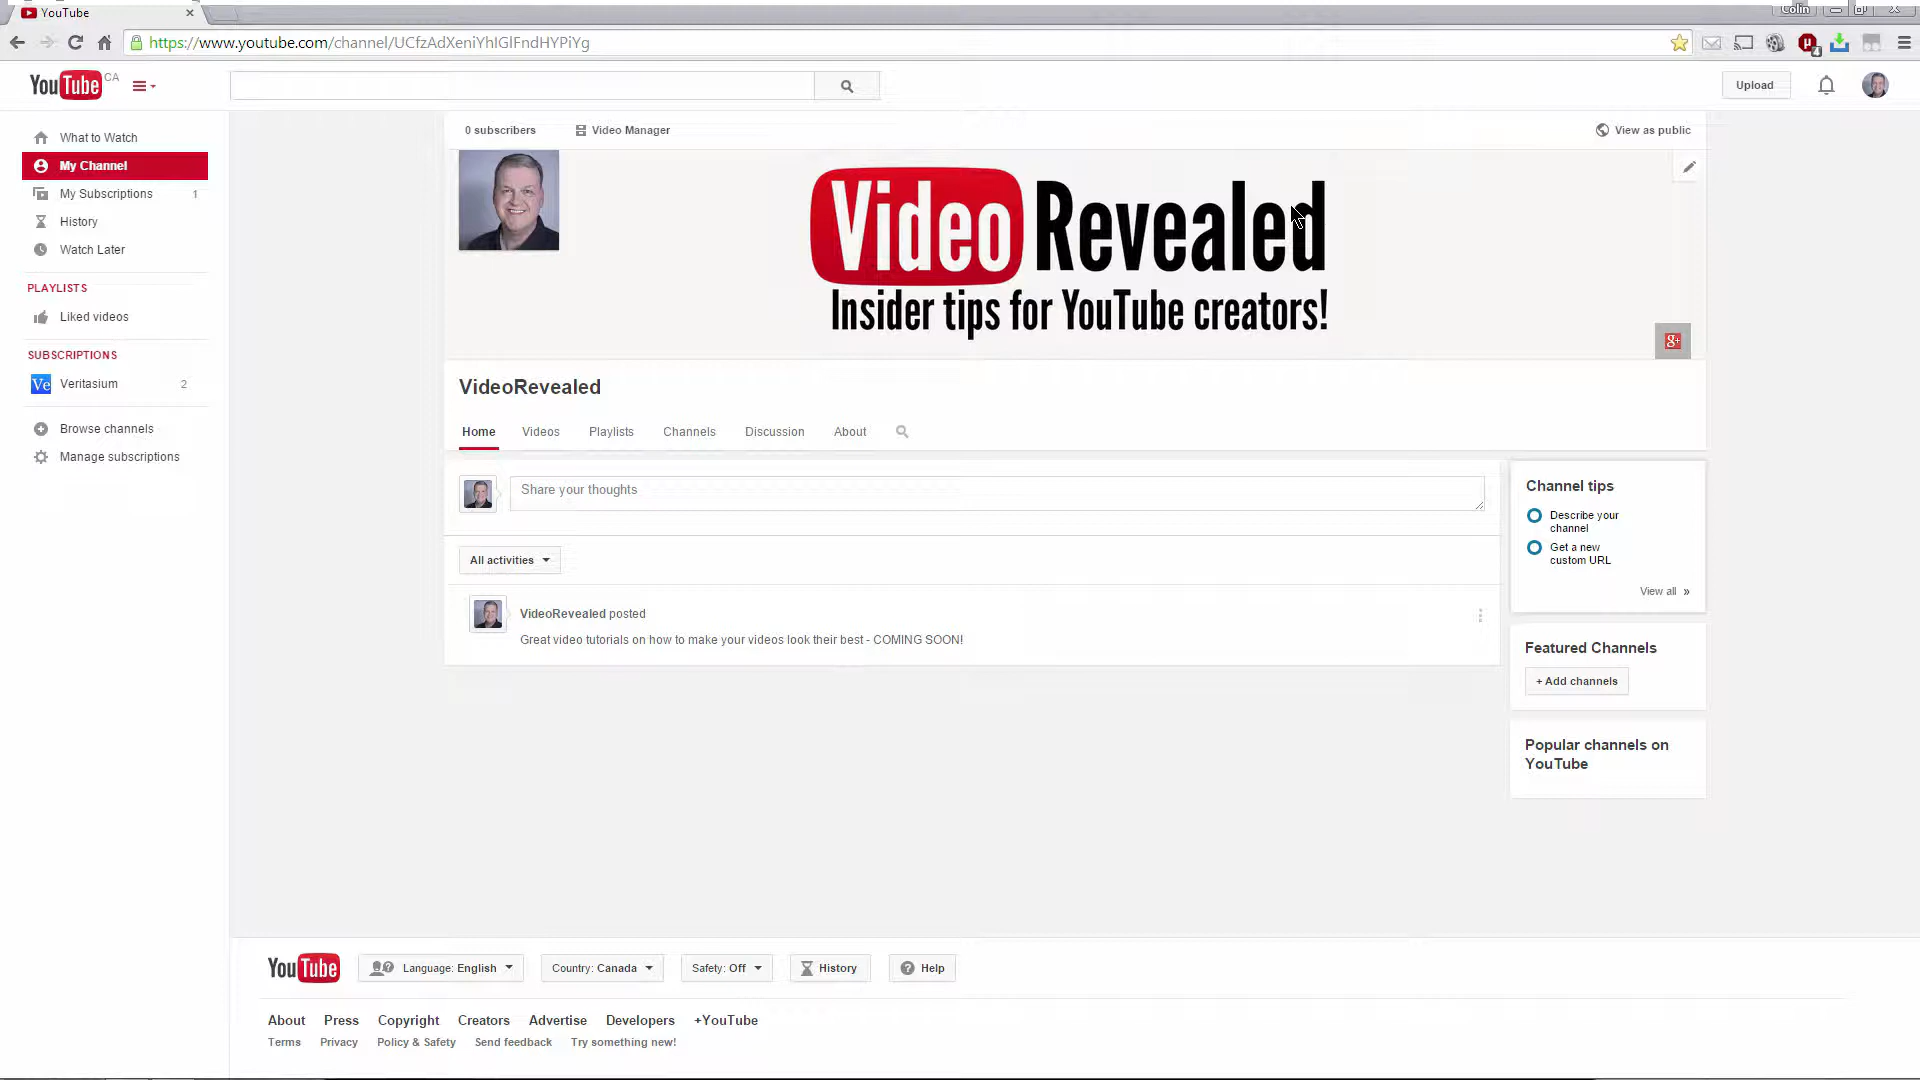 YouTube
Colin
https://www.youtube.com/channel/UCfzAdXeniYhIGlFndHYPiYg
YouTube CA
Upload
What to Watch
My Channel
My Subscriptions 1
History
Watch Later
PLAYLISTS
Liked videos
SUBSCRIPTIONS
Ve Veritasium 2
Browse channels
Manage subscriptions
0 subscribers Video Manager View as public
Video Revealed
Insider tips for YouTube creators!
g+
VideoRevealed
Home Videos Playlists Channels Discussion About
Share your thoughts
All activities
VideoRevealed posted
Great video tutorials on how to make your videos look their best - COMING SOON!
Channel tips
Describe your
channel
Get a new
custom URL
View all »
Featured Channels
+ Add channels
Popular channels on
YouTube
YouTube Language: English Country: Canada Safety: Off History Help
About Press Copyright Creators Advertise Developers +YouTube
Terms Privacy Policy & Safety Send feedback Try something new!